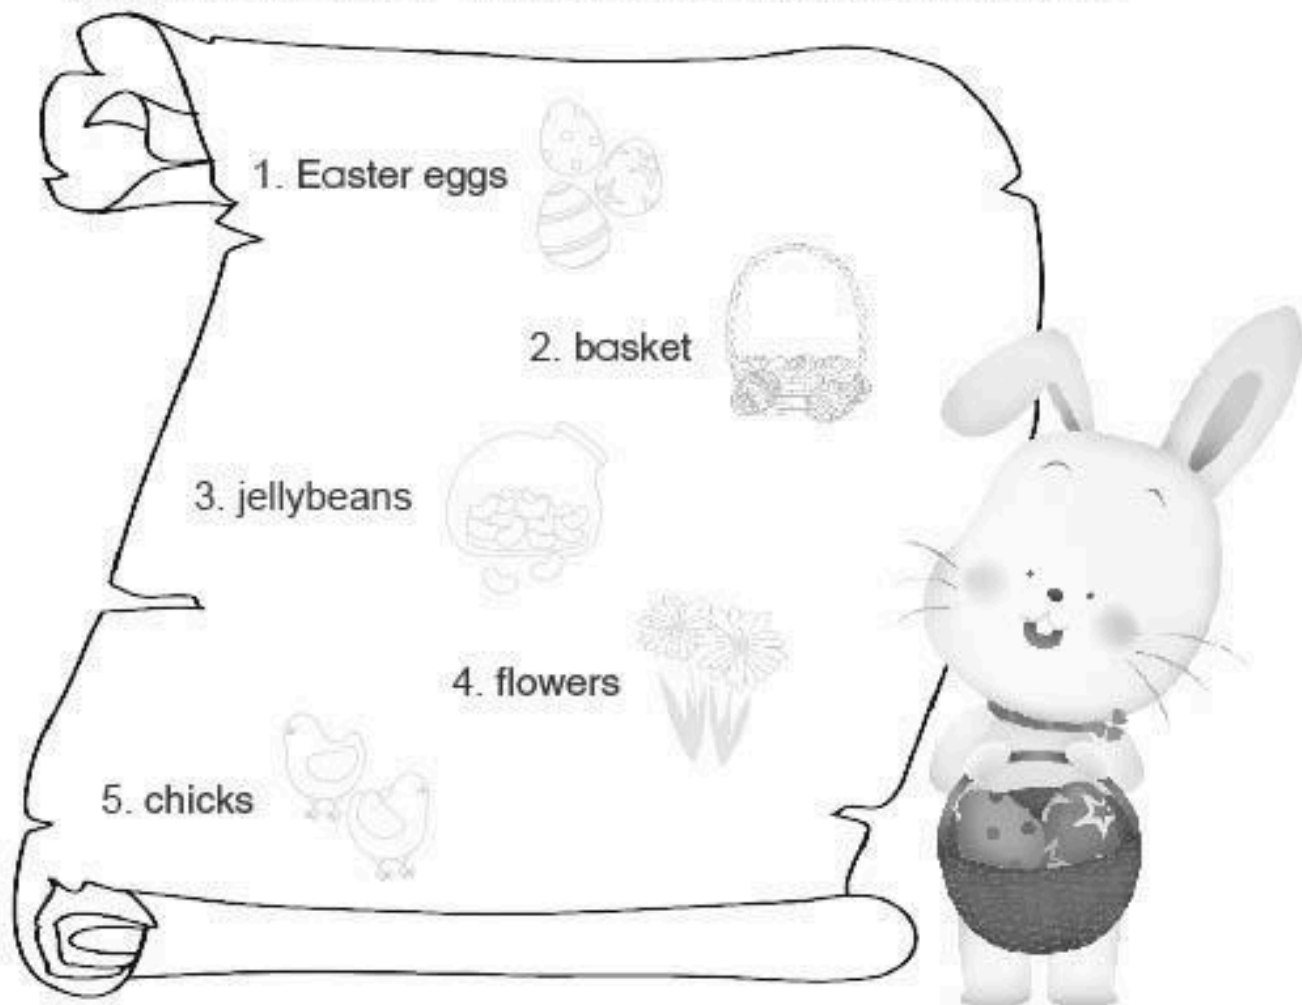 1. Easter eggs
2. basket
3. jellybeans
4. flowers
5. chicks